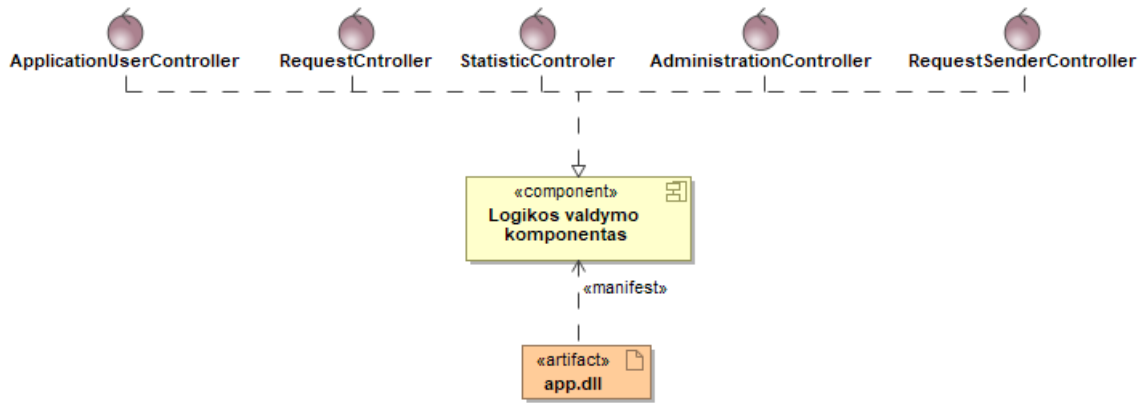 ApplicationUserController RequestCntroller StatisticControler AdministrationController RequestSenderController
«component»
Logikos valdymo
komponentas
«manifest»
«artifact»
app.dll